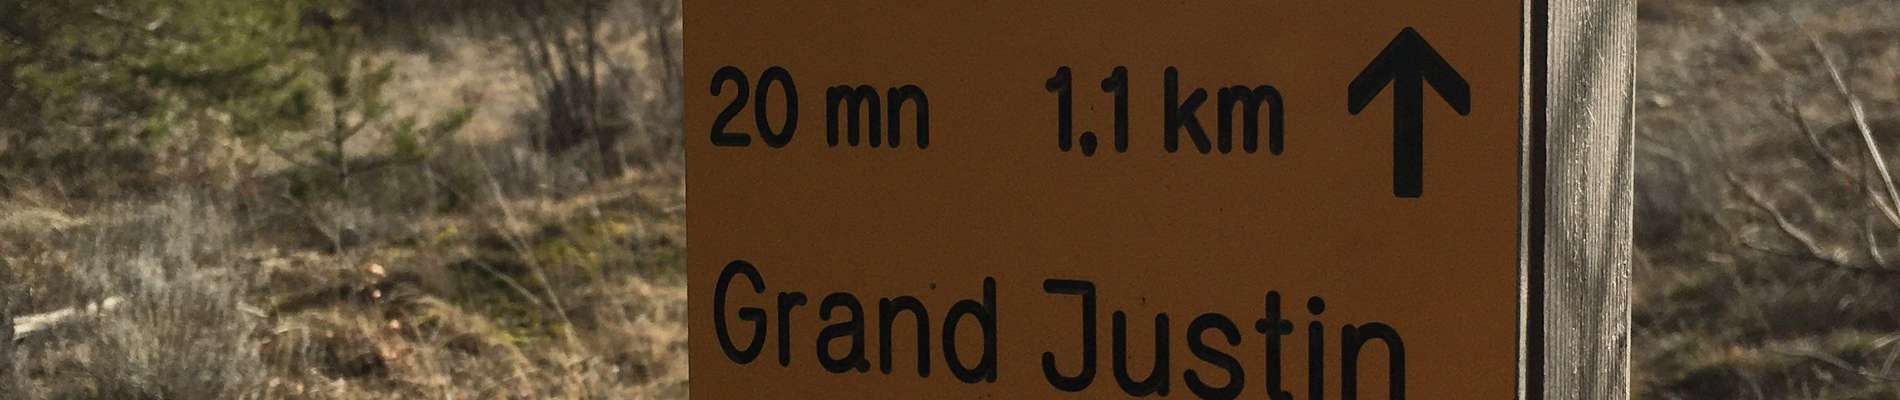 20 mn 1.1 km ↑
Grand Justin